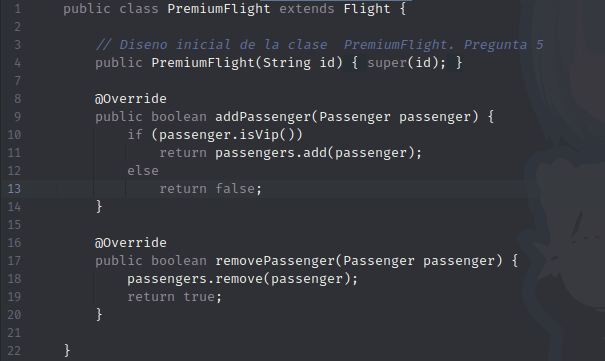 1 public class PremiumFlight extends Flight {
2
3 // Diseno inicial de la clase  PremiumFlight. Pregunta 5
4 public PremiumFlight(String id) { super(id); }
7
8 @Override
9 public boolean addPassenger(Passenger passenger) {
10 if (passenger.isVip())
11 return passengers.add(passenger);
12 else
13 return false;
14 }
15
16 @Override
17 public boolean removePassenger(Passenger passenger) {
18 passengers.remove(passenger);
19 return true;
20 }
21
22 }